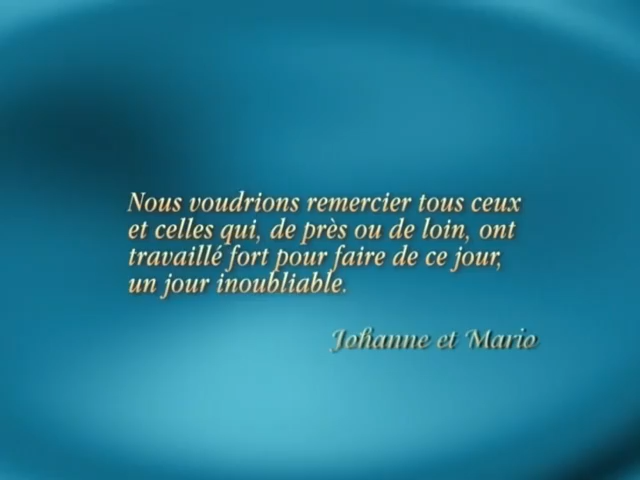 Nous voudrions remercier tous ceux
et celles qui, de près ou de loin, ont
travaillé fort pour faire de ce jour,
un jour inoubliable.
Johanne et Mario